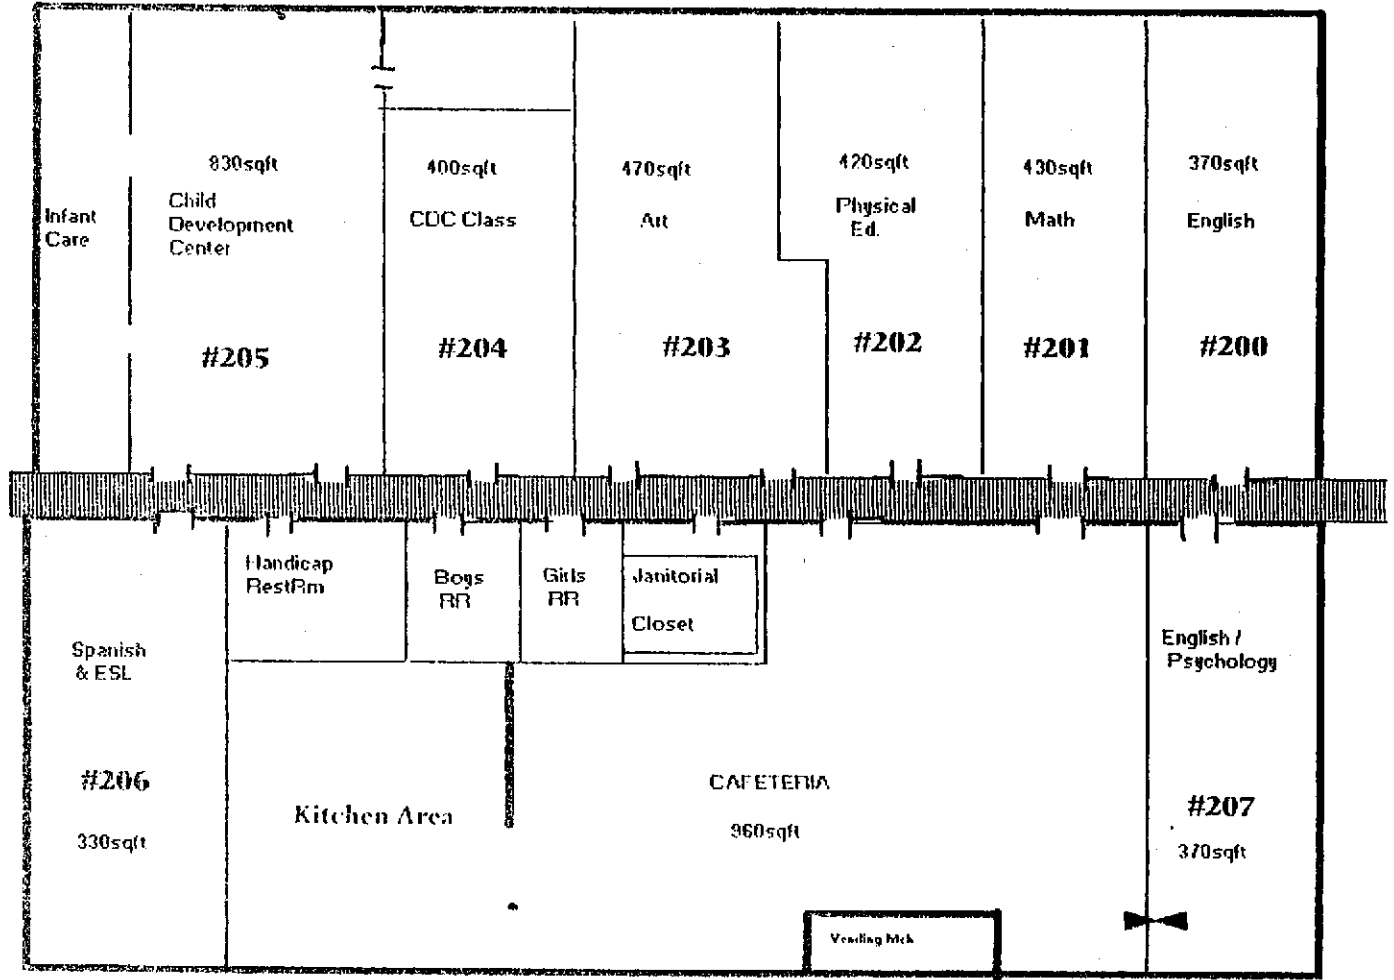 Infant
Care
830sqft
Child
Development
Center
#205
400sqft
CDC Class
#204
470sqft
Art
#203
420sqft
Physical
Ed.
#202
430sqft
Math
#201
370sqft
English
#200
Spanish
& ESL
#206
330sqft
Handicap
RestRm
Boys
RR
Girls
RR
Janitorial
Closet
Kitchen Area
CAFETERIA
960sqft
Vending Mch
English /
Psychology
#207
370sqft